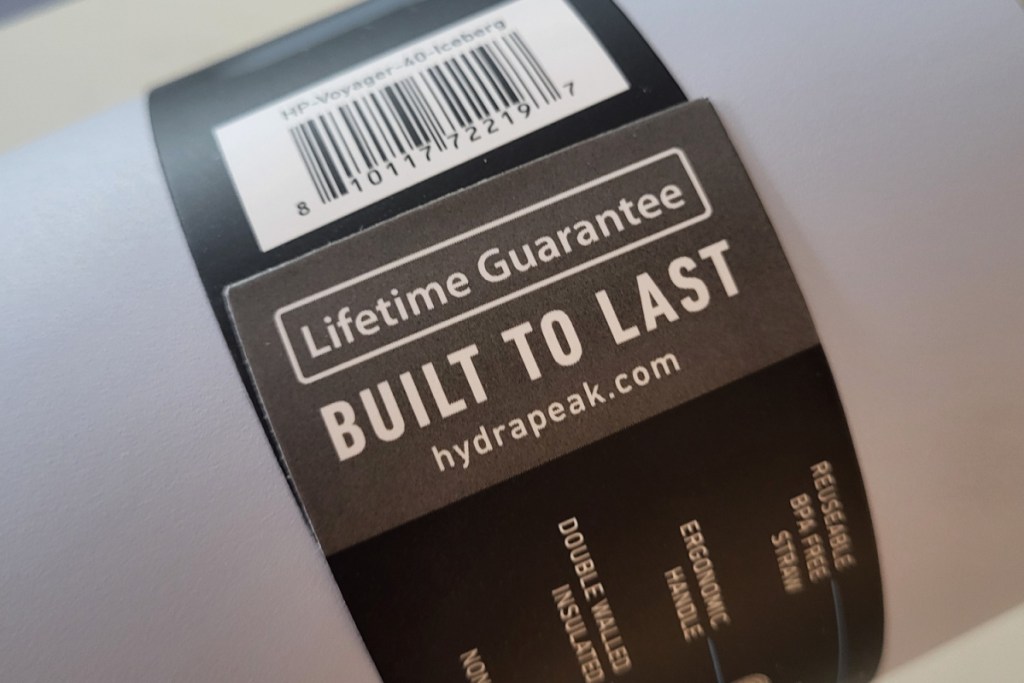 HP-Voyager-40-Iceberg
8 10117 72219 7
Lifetime Guarantee
BUILT TO LAST
hydrapeak.com
REUSEABLE
BPA FREE
STRAW
ERGONOMIC
HANDLE
DOUBLE WALLED
INSULATED
NON